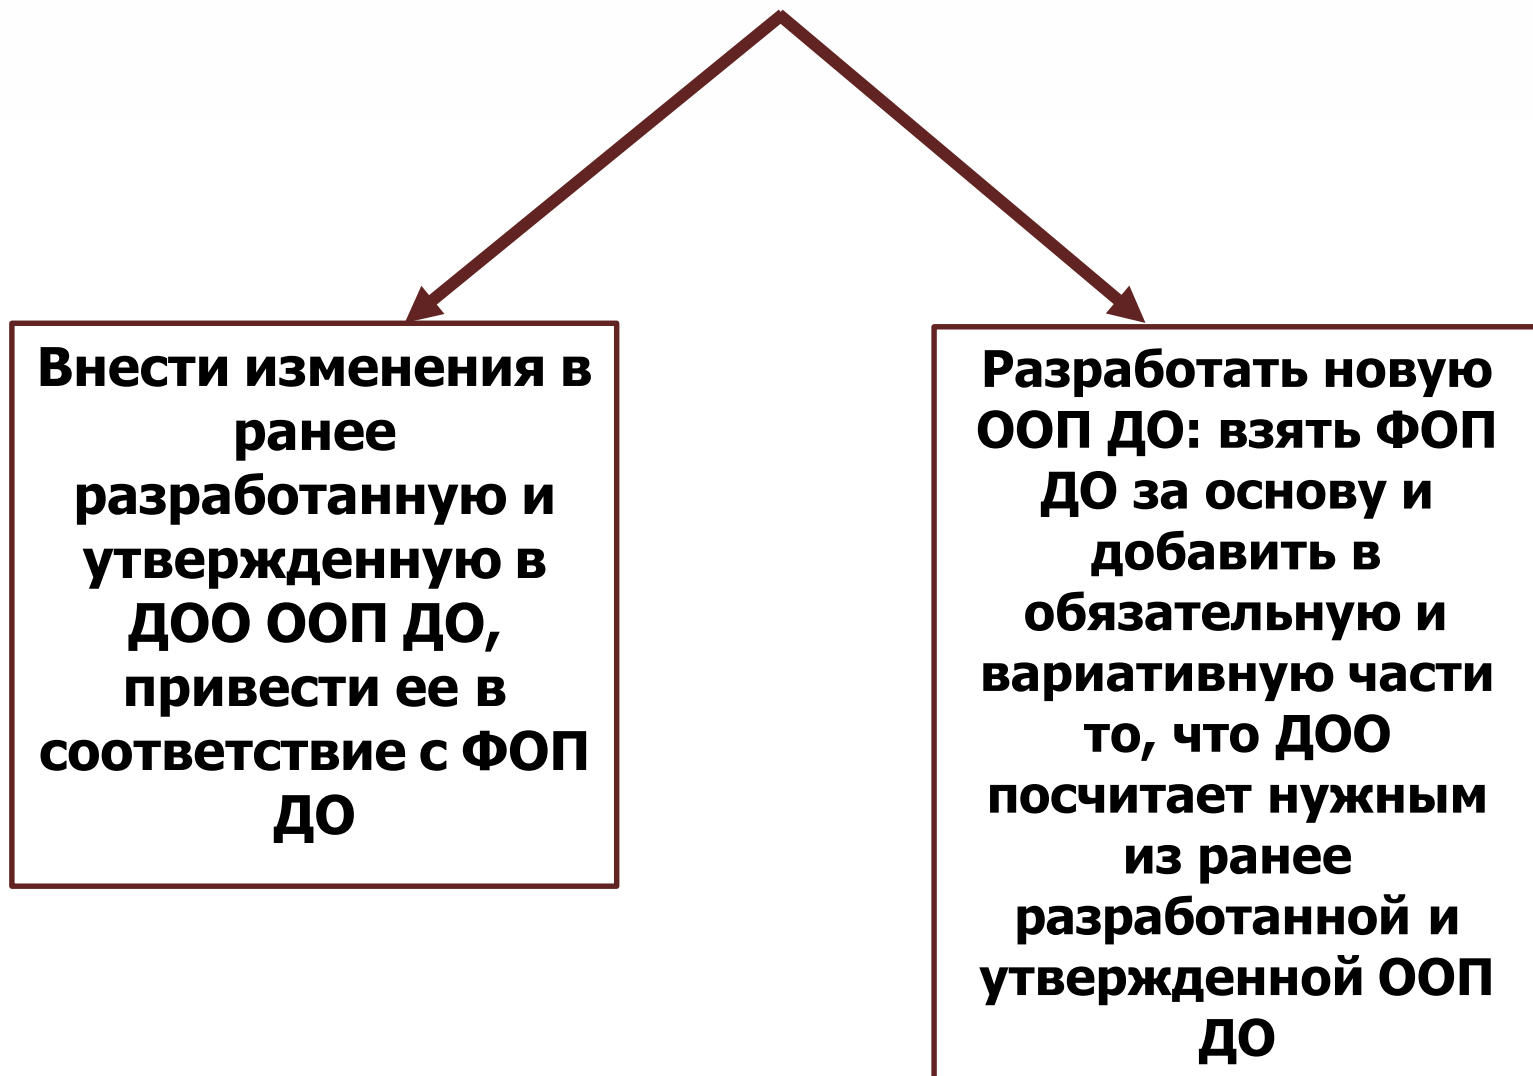 Внести изменения в
ранее
разработанную и
утвержденную в
ДОО ООП ДО,
привести ее в
соответствие с ФОП
ДО
Разработать новую
ООП ДО: взять ФОП
ДО за основу и
добавить в
обязательную и
вариативную части
то, что ДОО
посчитает нужным
из ранее
разработанной и
утвержденной ООП
ДО